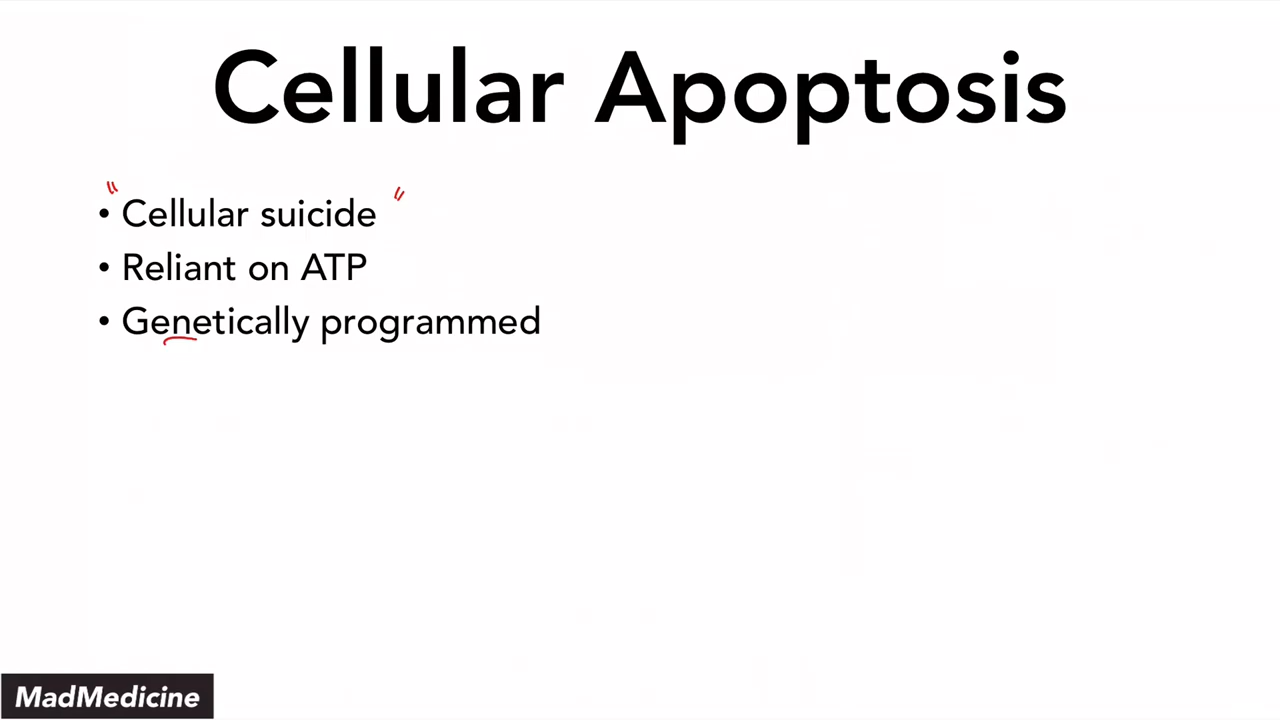 Cellular Apoptosis
• "Cellular suicide"
• Reliant on ATP
• Genetically programmed
MadMedicine